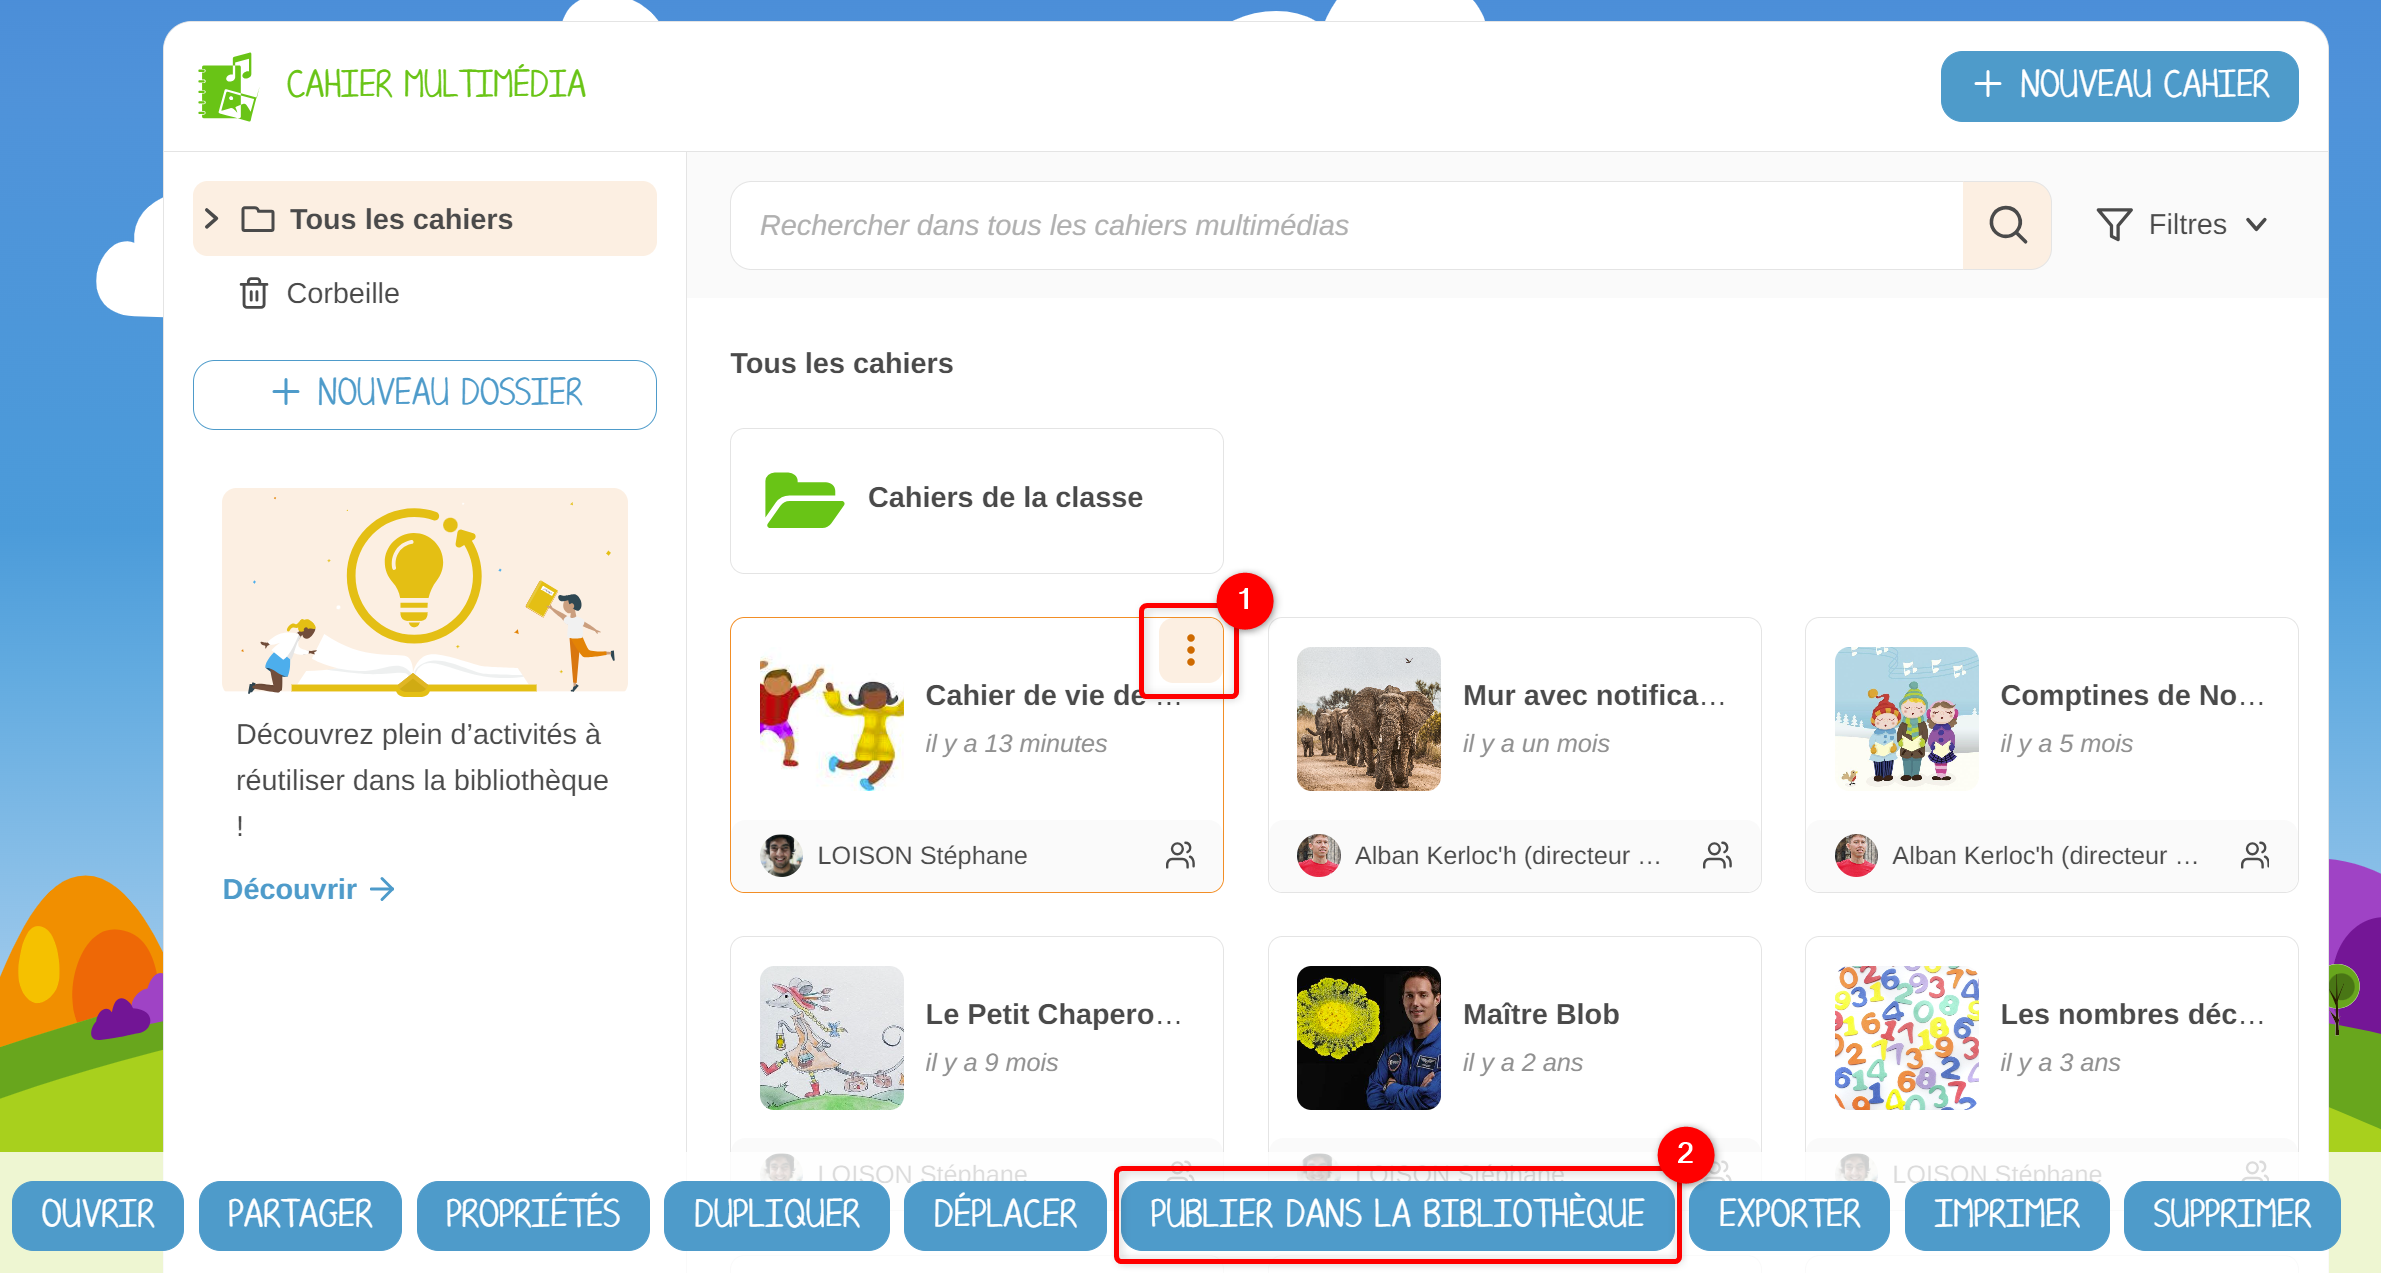 CAHIER MULTIMÉDIA
NOUVEAU CAHIER
Tous les cahiers
Corbeille
NOUVEAU DOSSIER
Découvrez plein d’activités à
réutiliser dans la bibliothèque
!
Découvrir
Rechercher dans tous les cahiers multimédias
Filtres
Tous les cahiers
Cahiers de la classe
1
Cahier de vie de ...
il y a 13 minutes
LOISON Stéphane
Mur avec notifica...
il y a un mois
Alban Kerloc'h (directeur ...
Comptines de No...
il y a 5 mois
Alban Kerloc'h (directeur ...
Le Petit Chapero...
il y a 9 mois
LOISON Stéphane
Maître Blob
il y a 2 ans
LOISON Stéphane
Les nombres déc...
il y a 3 ans
LOISON Stéphane
2
OUVRIR
PARTAGER
PROPRIÉTÉS
DUPLIQUER
DÉPLACER
PUBLIER DANS LA BIBLIOTHÈQUE
EXPORTER
IMPRIMER
SUPPRIMER